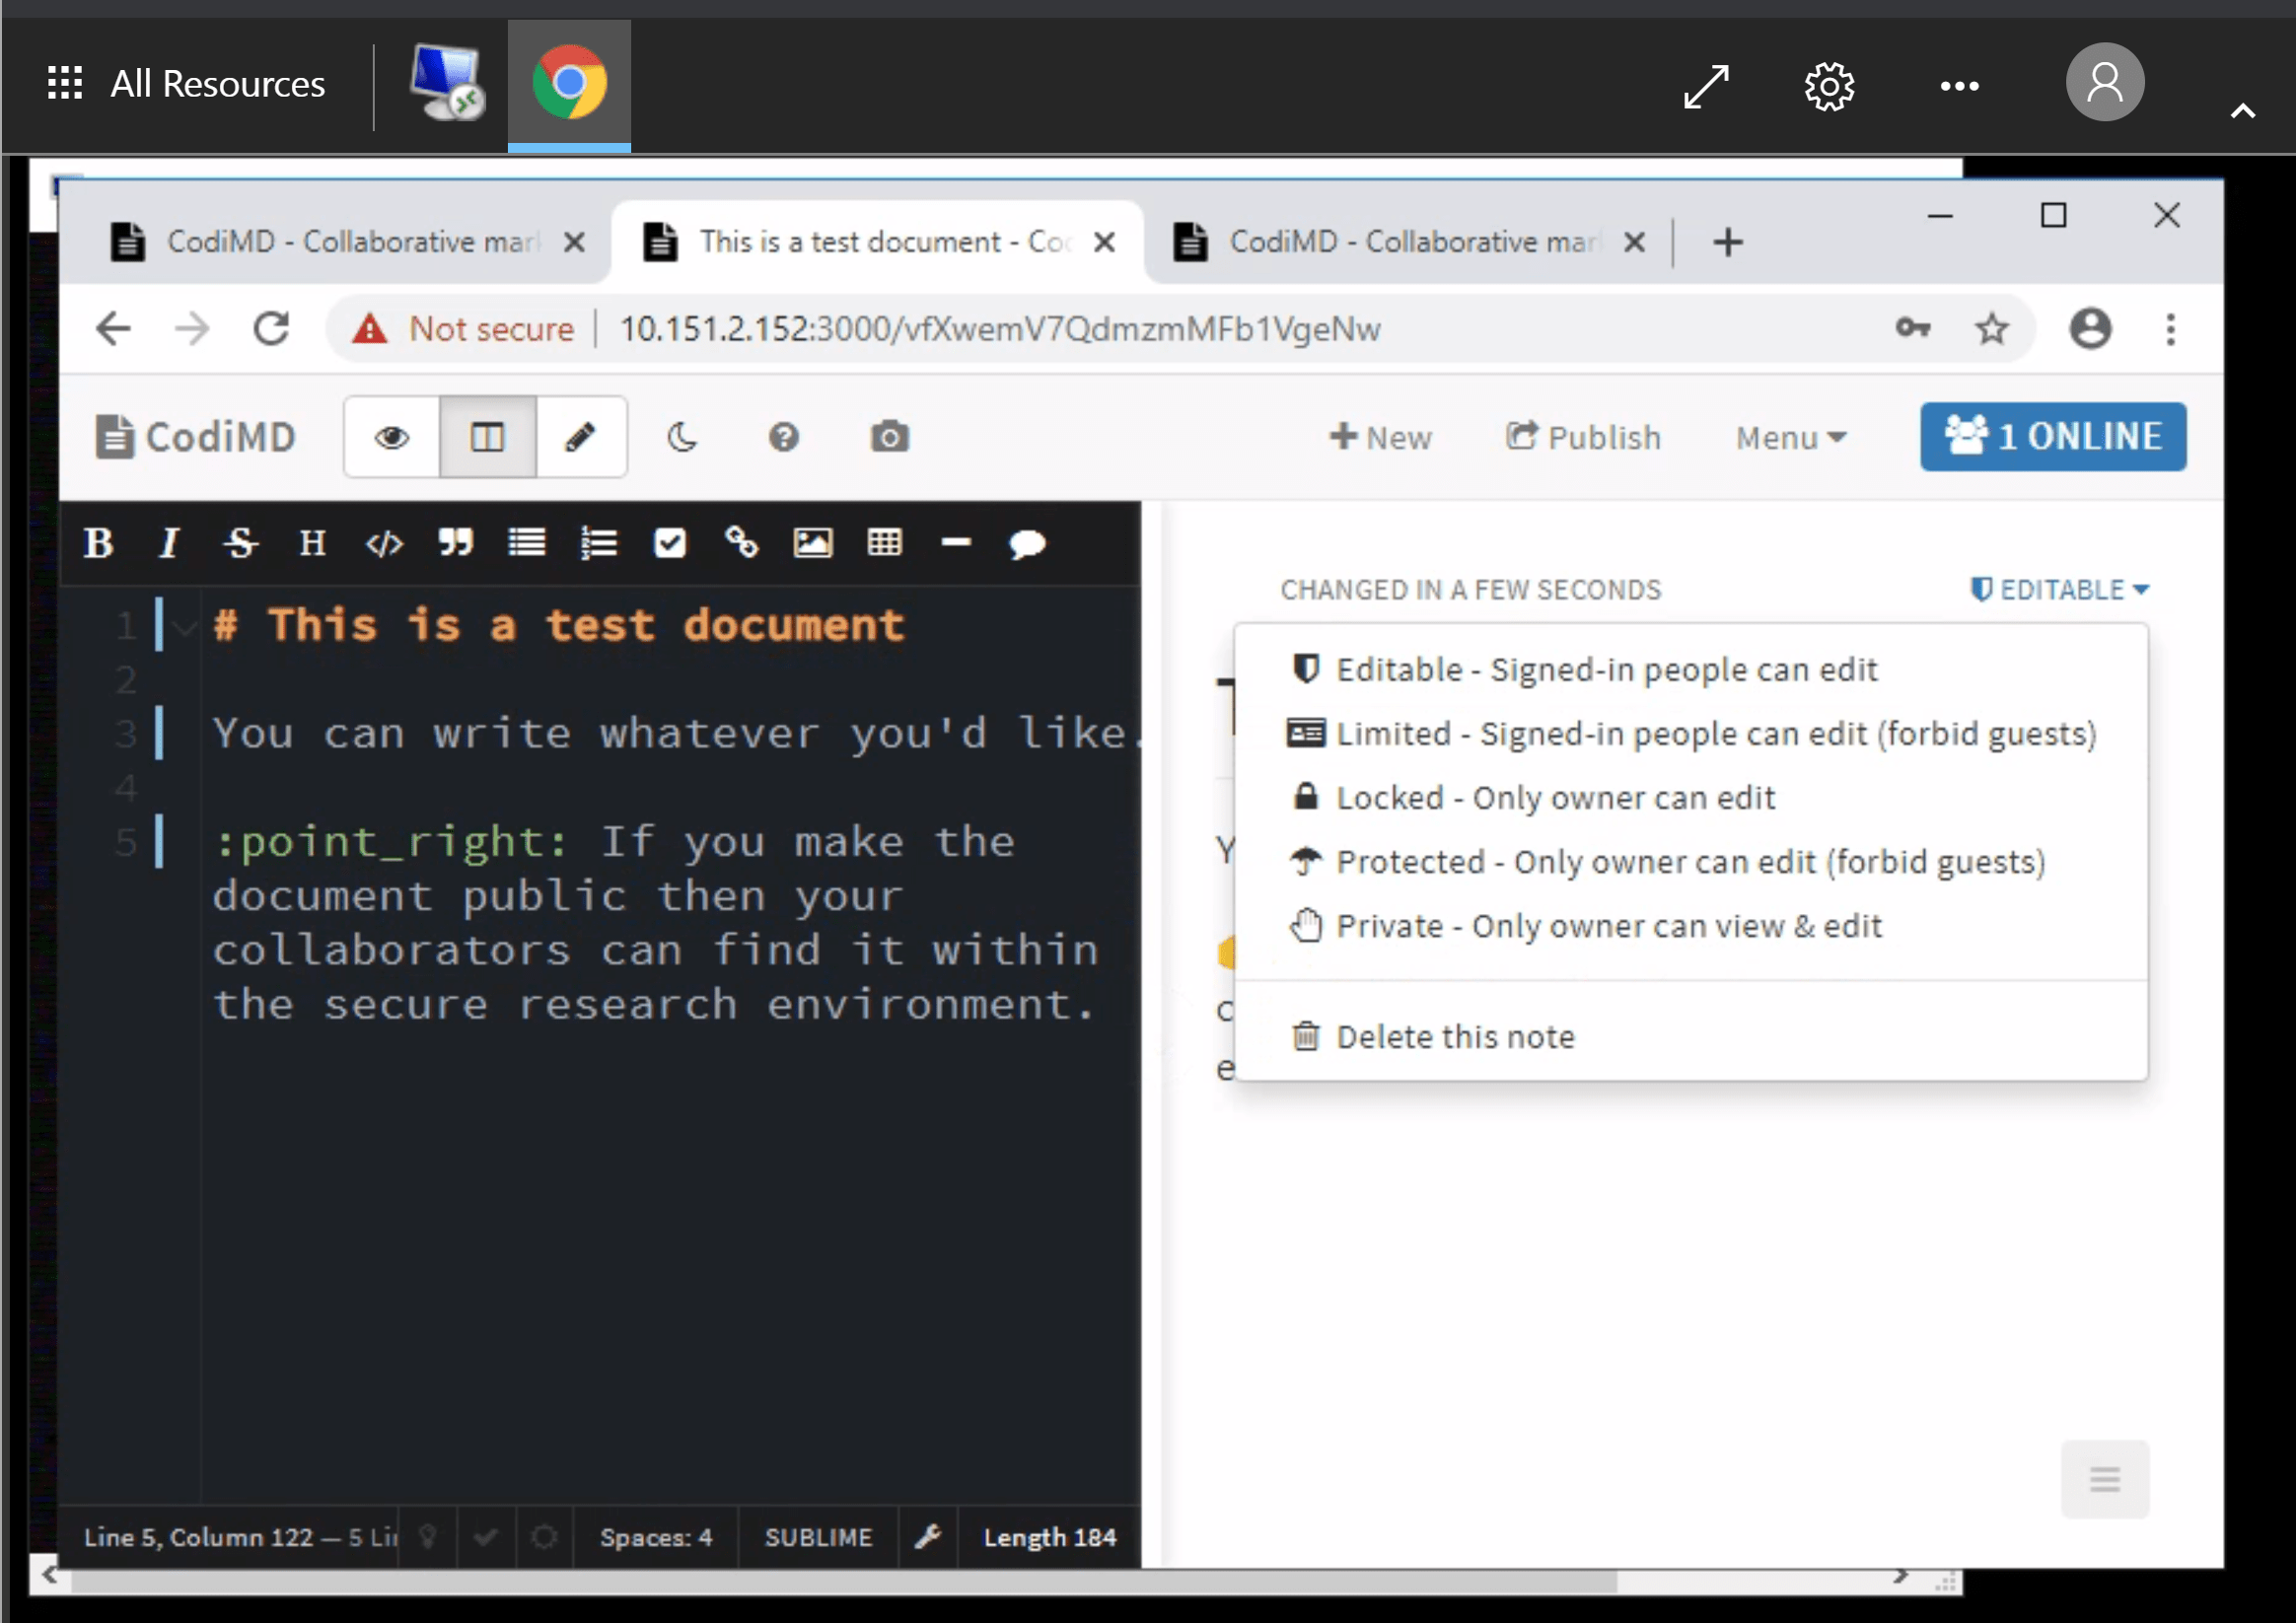 All Resources
CodiMD - Collaborative mar
This is a test document - Co
CodiMD - Collaborative mar
Not secure
10.151.2.152:3000/vfXwemV7QdmzmMFb1VgeNw
CodiMD
New
Publish
Menu
1 ONLINE
B I S H </>
CHANGED IN A FEW SECONDS
EDITABLE
1 # This is a test document
2
3 You can write whatever you'd like.
4
5 :point_right: If you make the
document public then your
collaborators can find it within
the secure research environment.
Editable - Signed-in people can edit
Limited - Signed-in people can edit (forbid guests)
Locked - Only owner can edit
Protected - Only owner can edit (forbid guests)
Private - Only owner can view & edit
Delete this note
Line 5, Column 122 — 5 Li
Spaces: 4
SUBLIME
Length 184